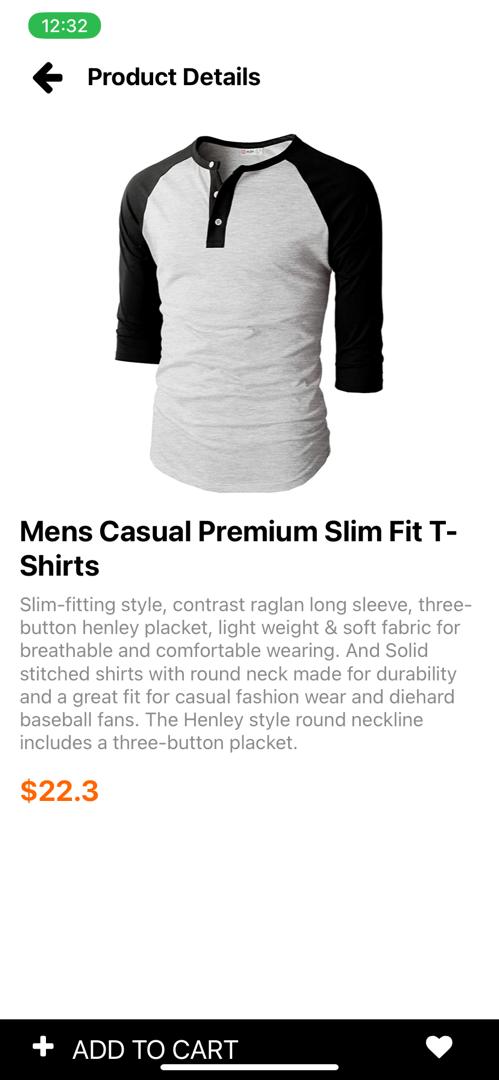 12:32
Product Details
Mens Casual Premium Slim Fit T-
Shirts
Slim-fitting style, contrast raglan long sleeve, three-
button henley placket, light weight & soft fabric for
breathable and comfortable wearing. And Solid
stitched shirts with round neck made for durability
and a great fit for casual fashion wear and diehard
baseball fans. The Henley style round neckline
includes a three-button placket.
$22.3
ADD TO CART